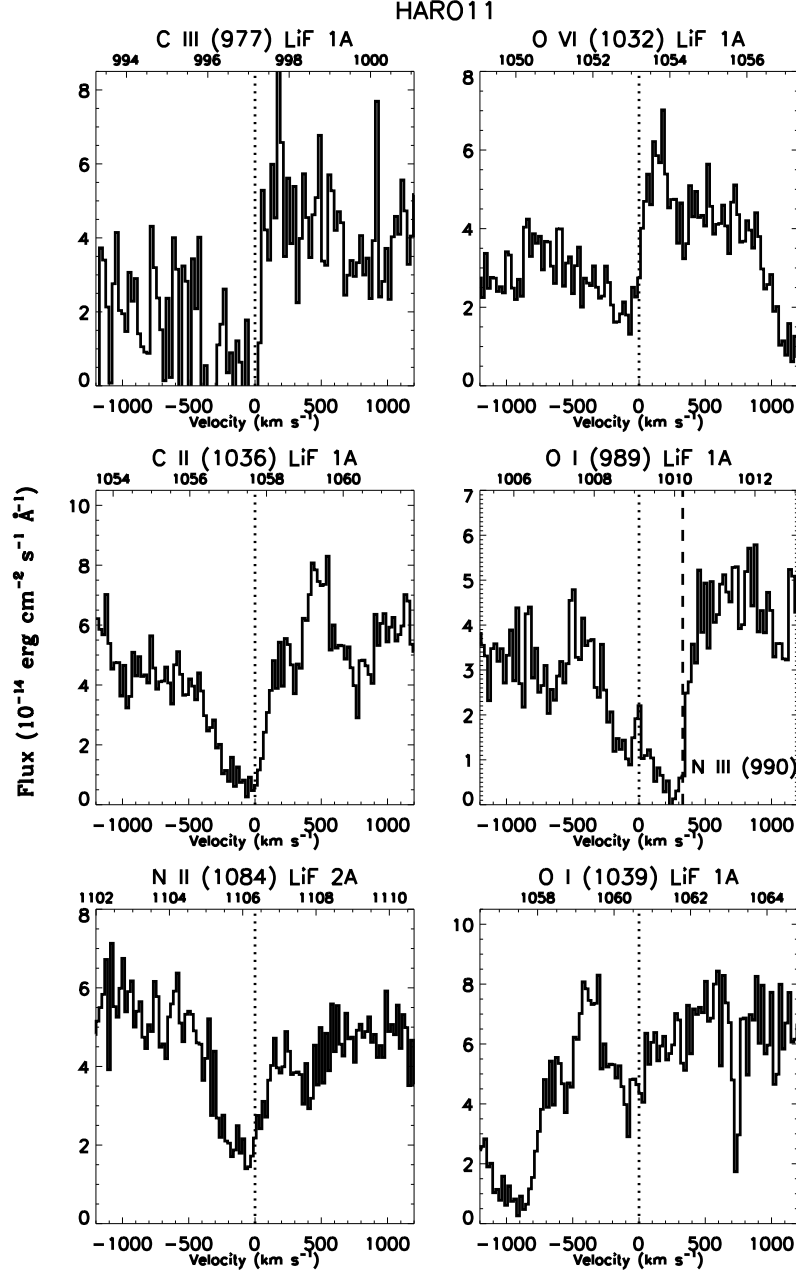 HARO11
C III (977) LiF 1A
O VI (1032) LiF 1A
994 996 998 1000
1050 1052 1054 1056
8
6
4
2
0
8
6
4
2
0
−1000 −500 0 500 1000
−1000 −500 0 500 1000
Velocity (km s⁻¹)
Velocity (km s⁻¹)
C II (1036) LiF 1A
O I (989) LiF 1A
1054 1056 1058 1060
1006 1008 1010 1012
Flux (10⁻¹⁴ erg cm⁻² s⁻¹ Å⁻¹)
10
8
6
4
2
0
7
6
5
4
3
2
1
0
N III (990)
−1000 −500 0 500 1000
−1000 −500 0 500 1000
Velocity (km s⁻¹)
Velocity (km s⁻¹)
N II (1084) LiF 2A
O I (1039) LiF 1A
1102 1104 1106 1108 1110
1058 1060 1062 1064
8
6
4
2
0
10
8
6
4
2
0
−1000 −500 0 500 1000
−1000 −500 0 500 1000
Velocity (km s⁻¹)
Velocity (km s⁻¹)